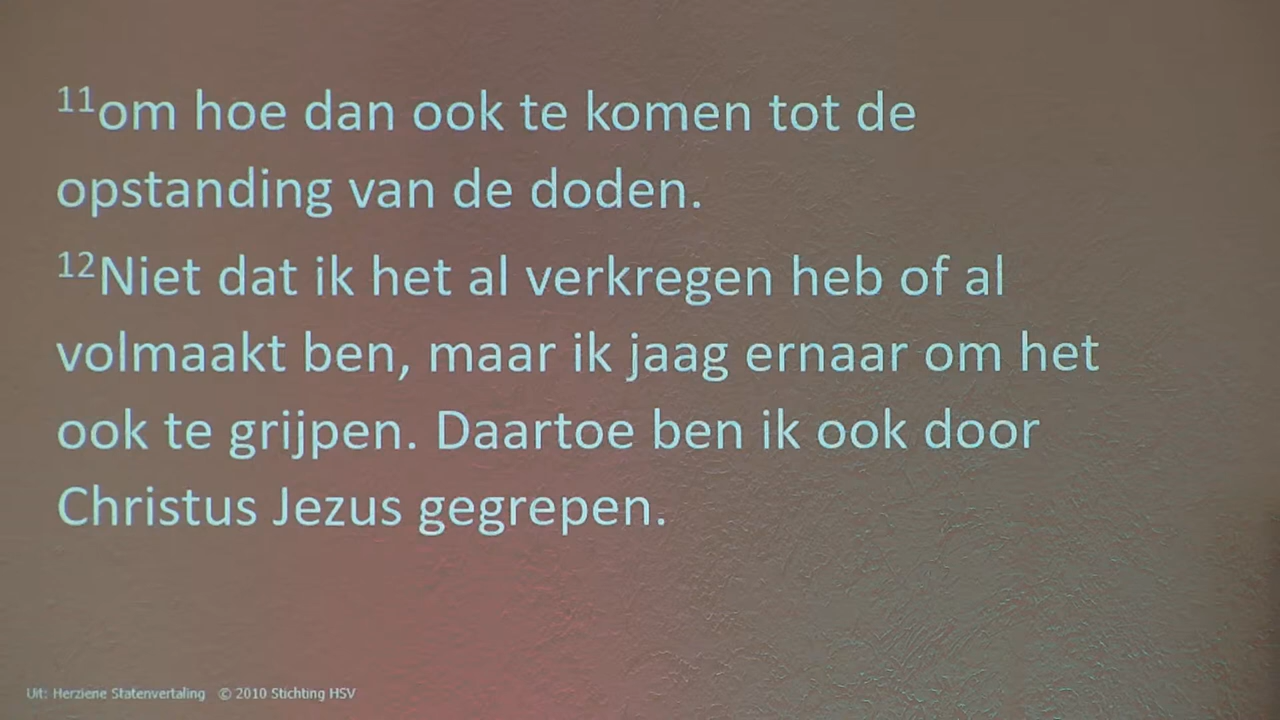 11om hoe dan ook te komen tot de
opstanding van de doden.
12Niet dat ik het al verkregen heb of al
volmaakt ben, maar ik jaag ernaar om het
ook te grijpen. Daartoe ben ik ook door
Christus Jezus gegrepen.
Uit: Herziene Statenvertaling © 2010 Stichting HSV